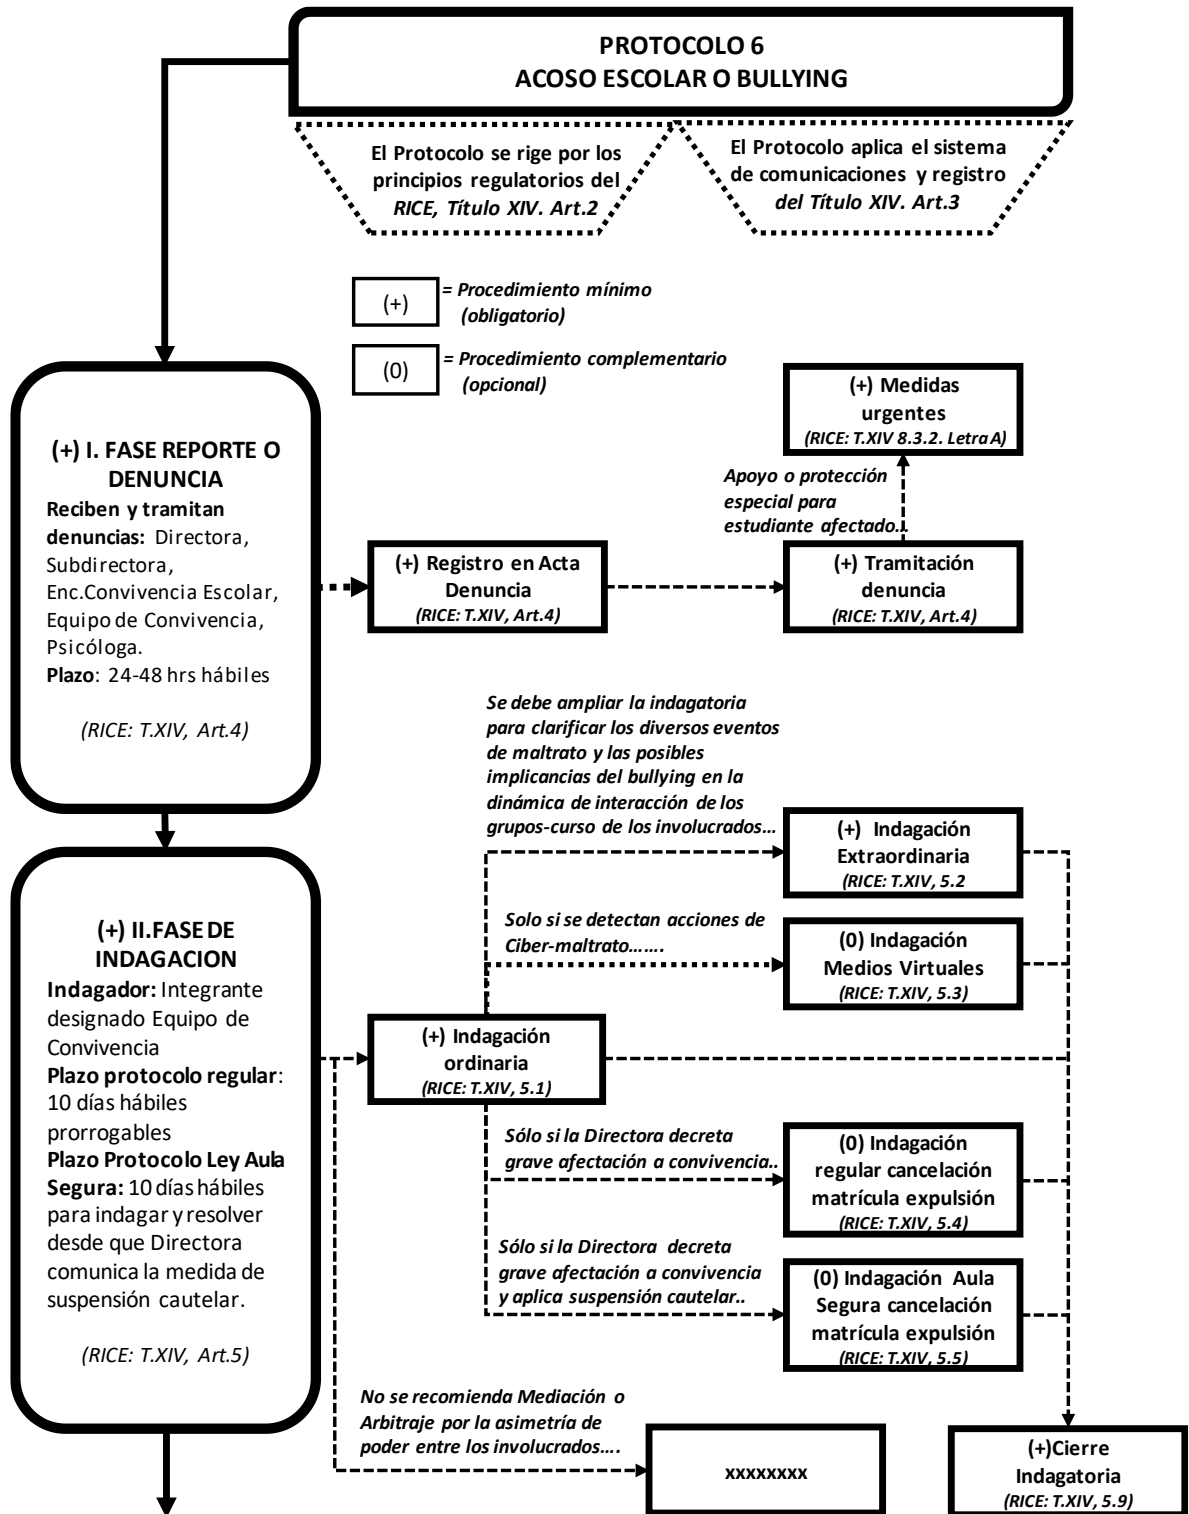 PROTOCOLO 6
ACOSO ESCOLAR O BULLYING
El Protocolo se rige por los
principios regulatorios del
RICE, Título XIV. Art.2
El Protocolo aplica el sistema
de comunicaciones y registro
del Título XIV. Art.3
(+)
= Procedimiento mínimo
(obligatorio)
(0)
= Procedimiento complementario
(opcional)
(+) I. FASE REPORTE O
DENUNCIA
Reciben y tramitan
denuncias: Directora,
Subdirectora,
Enc.Convivencia Escolar,
Equipo de Convivencia,
Psicóloga.
Plazo: 24-48 hrs hábiles
(RICE: T.XIV, Art.4)
(+) Registro en Acta
Denuncia
(RICE: T.XIV, Art.4)
(+) Tramitación
denuncia
(RICE: T.XIV, Art.4)
Apoyo o protección
especial para
estudiante afectado...
(+) Medidas
urgentes
(RICE: T.XIV 8.3.2. Letra A)
(+) II.FASE DE
INDAGACION
Indagador: Integrante
designado Equipo de
Convivencia
Plazo protocolo regular:
10 días hábiles
prorrogables
Plazo Protocolo Ley Aula
Segura: 10 días hábiles
para indagar y resolver
desde que Directora
comunica la medida de
suspensión cautelar.
(RICE: T.XIV, Art.5)
(+) Indagación
ordinaria
(RICE: T.XIV, 5.1)
Se debe ampliar la indagatoria
para clarificar los diversos eventos
de maltrato y las posibles
implicancias del bullying en la
dinámica de interacción de los
grupos-curso de los involucrados...
(+) Indagación
Extraordinaria
(RICE: T.XIV, 5.2
Solo si se detectan acciones de
Ciber-maltrato.......
(0) Indagación
Medios Virtuales
(RICE: T.XIV, 5.3)
Sólo si la Directora decreta
grave afectación a convivencia..
(0) Indagación
regular cancelación
matrícula expulsión
(RICE: T.XIV, 5.4)
Sólo si la Directora decreta
grave afectación a convivencia
y aplica suspensión cautelar..
(0) Indagación Aula
Segura cancelación
matrícula expulsión
(RICE: T.XIV, 5.5)
No se recomienda Mediación o
Arbitraje por la asimetría de
poder entre los involucrados....
xxxxxxxx
(+)Cierre
Indagatoria
(RICE: T.XIV, 5.9)